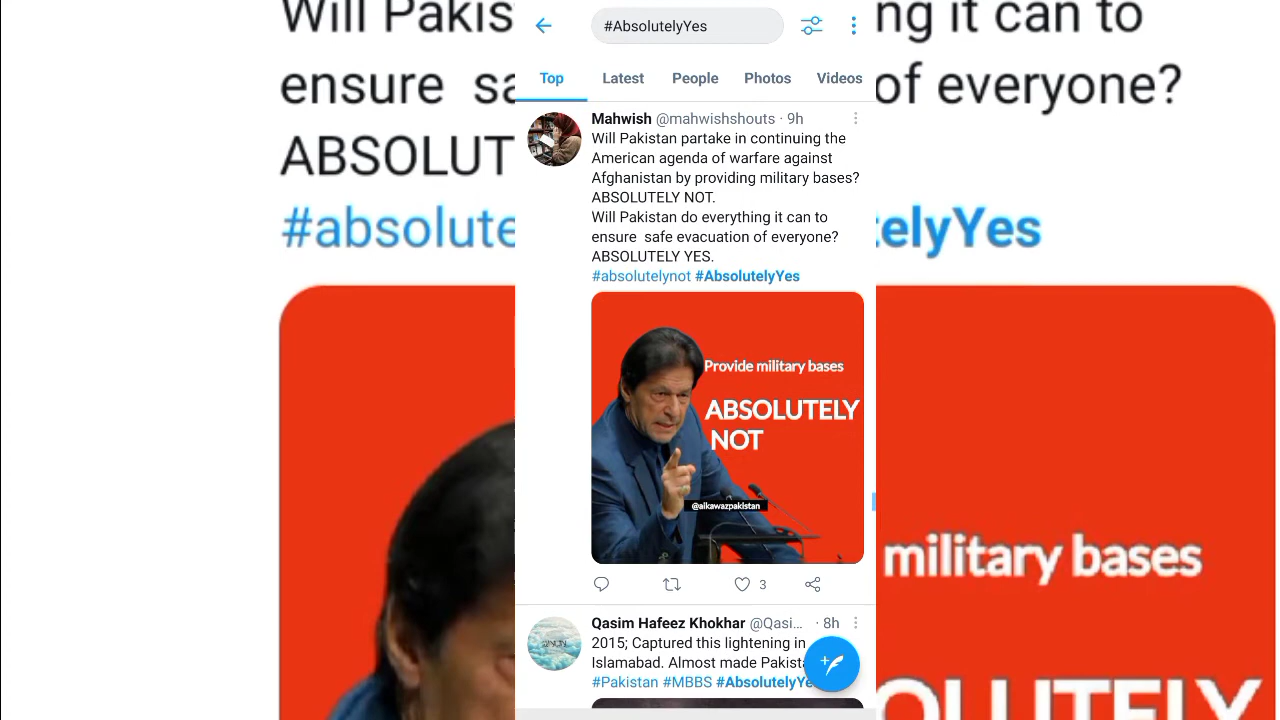 Will Pakis
ng it can to
ensure sa
of everyone?
ABSOLUT
#absolute
telyYes
military bases
OLUTELY
#AbsolutelyYes
Top Latest People Photos Videos
Mahwish @mahwishshouts · 9h
Will Pakistan partake in continuing the
American agenda of warfare against
Afghanistan by providing military bases?
ABSOLUTELY NOT.
Will Pakistan do everything it can to
ensure safe evacuation of everyone?
ABSOLUTELY YES.
#absolutelynot #AbsolutelyYes
Provide military bases
ABSOLUTELY
NOT
@aikawazpakistan
3
Qasim Hafeez Khokhar @Qasi... · 8h
2015; Captured this lightening in
Islamabad. Almost made Pakista
#Pakistan #MBBS #AbsolutelyYe